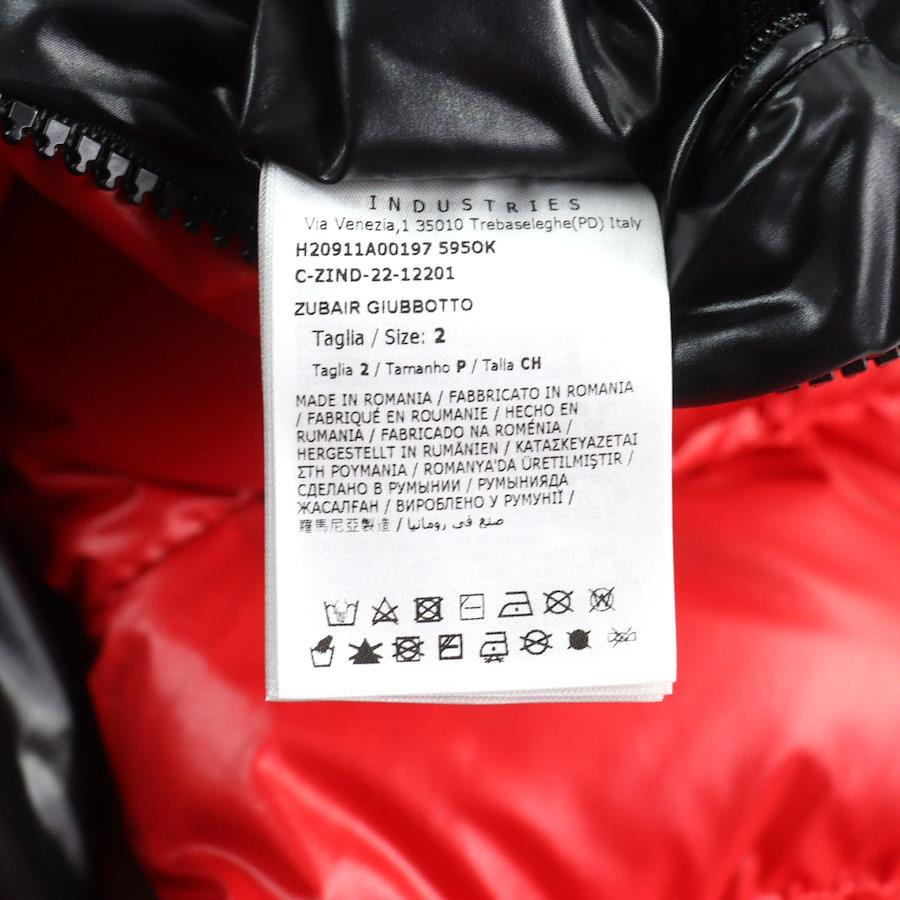 INDUSTRIES
Via Venezia,1 35010 Trebaseleghe(PD) Italy
H20911A00197 5950K
C-ZIND-22-12201
ZUBAIR GIUBBOTTO
Taglia / Size: 2
Taglia 2 / Tamanho P / Talla CH
MADE IN ROMANIA / FABBRICATO IN ROMANIA
/ FABRIQUÉ EN ROUMANIE / HECHO EN
RUMANIA / FABRICADO NA ROMÉNIA /
HERGESTELLT IN RUMÄNIEN / ΚΑΤΑΣΚΕΥΑΖΕΤΑΙ
ΣΤΗ ΡΟΥΜΑΝΙΑ / ROMANYA'DA ÜRETILMIŞTIR /
СДЕЛАНО В РУМЫНИИ / РУМЫНИЯДА
ЖАСАЛҒАН / ВИРОБЛЕНО У РУМУНІЇ /
羅馬尼亞製造 / صنع في رومانيا